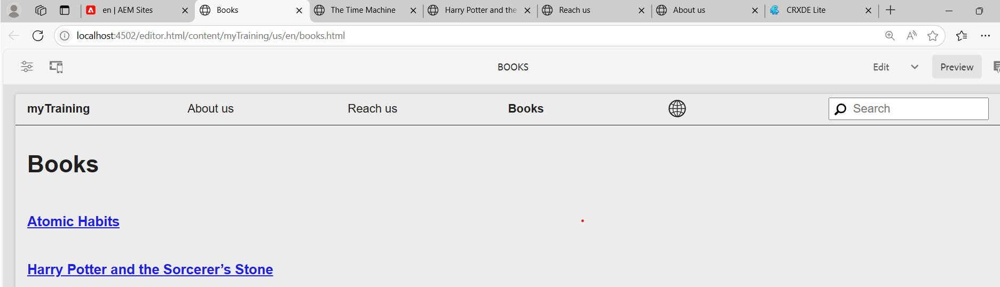 en | AEM Sites
Books
The Time Machine
Harry Potter and the
Reach us
About us
CRXDE Lite
localhost:4502/editor.html/content/myTraining/us/en/books.html
BOOKS
Edit
Preview
myTraining
About us
Reach us
Books
Search
Books
Atomic Habits
Harry Potter and the Sorcerer’s Stone